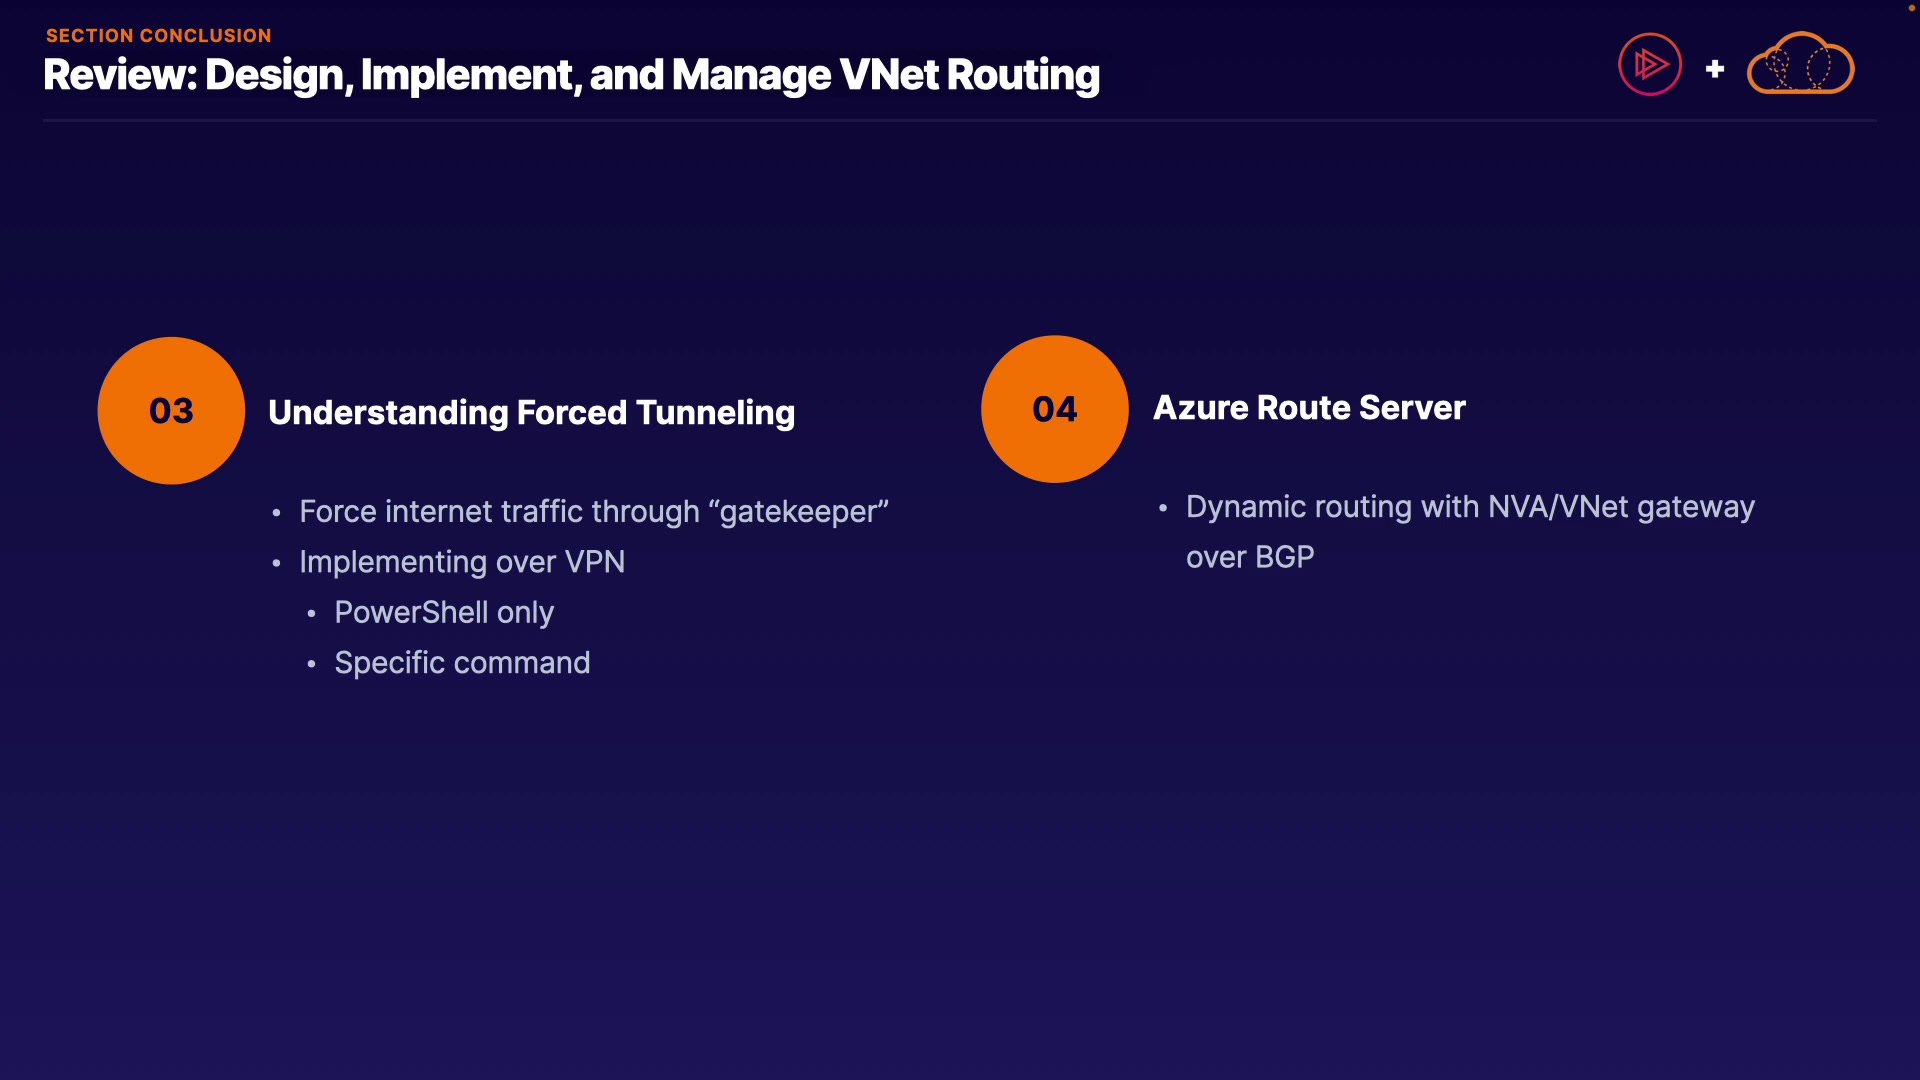 SECTION CONCLUSION
Review: Design, Implement, and Manage VNet Routing
+
03
Understanding Forced Tunneling
• Force internet traffic through “gatekeeper”
• Implementing over VPN
• PowerShell only
• Specific command
04
Azure Route Server
• Dynamic routing with NVA/VNet gateway
over BGP